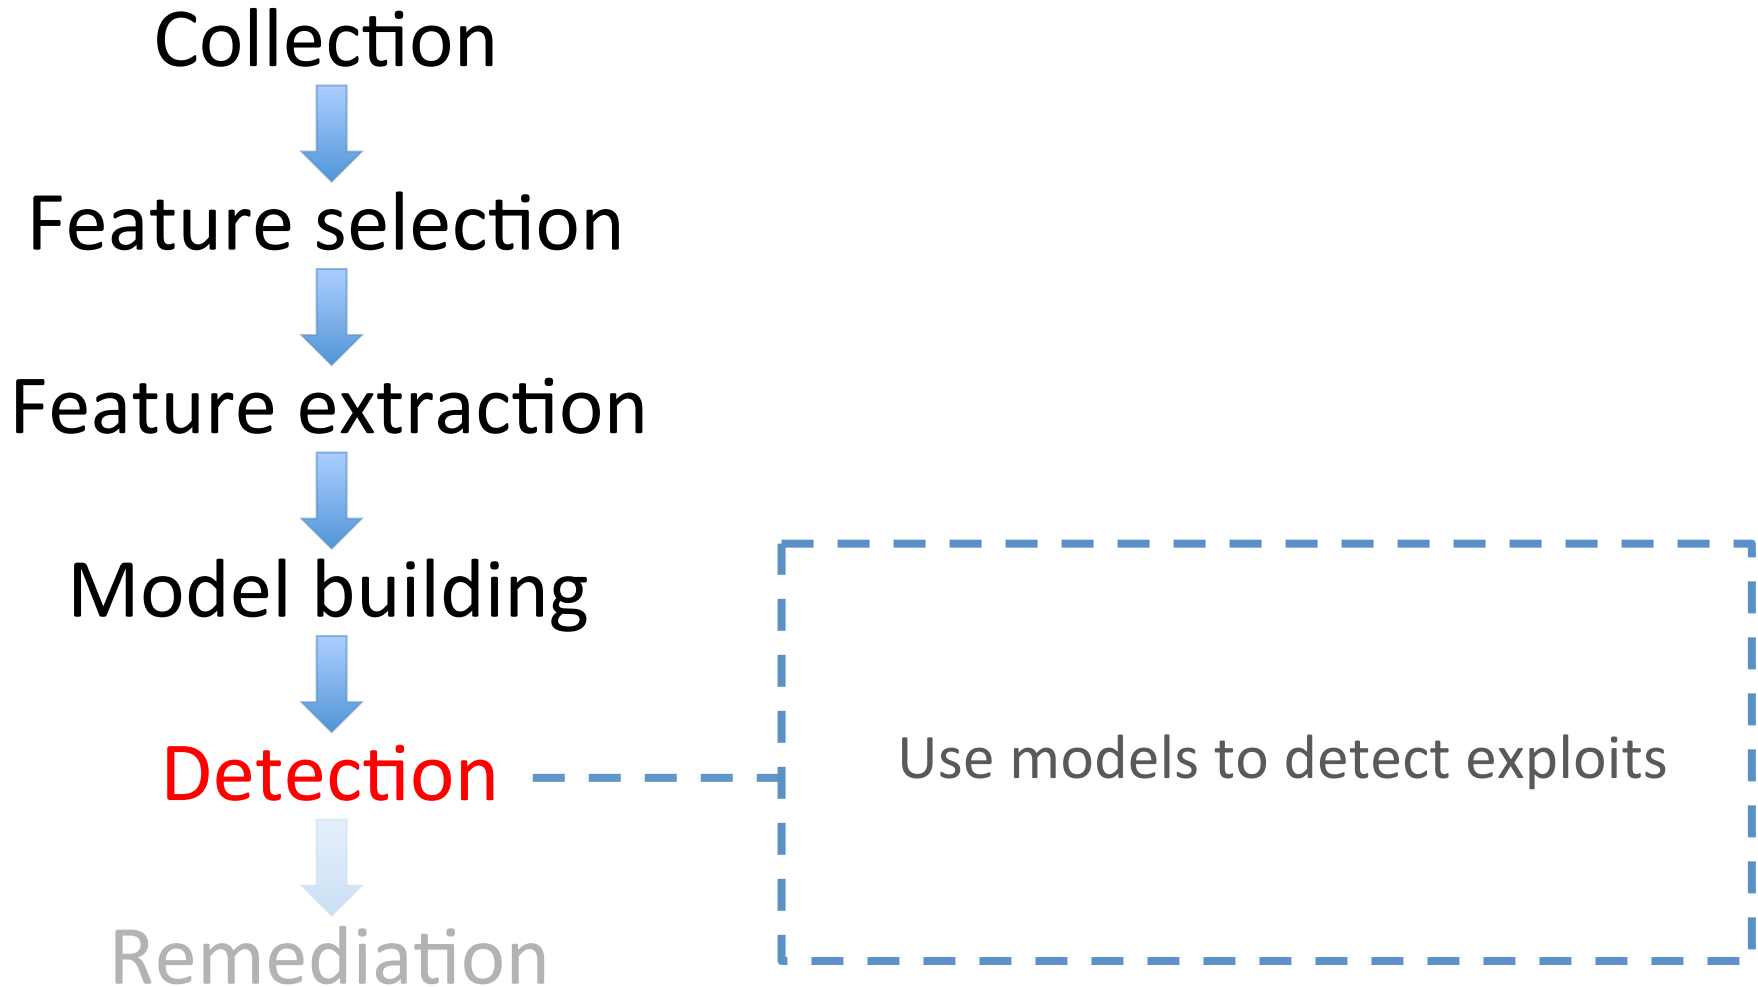 Collection
Feature selection
Feature extraction
Model building
Detection
Use models to detect exploits
Remediation